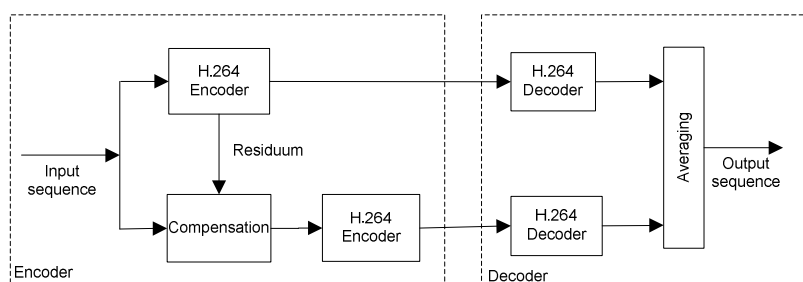 H.264
Encoder
H.264
Decoder
Residuum
Input
sequence
Averaging
Output
sequence
Compensation
H.264
Encoder
H.264
Decoder
Encoder
Decoder